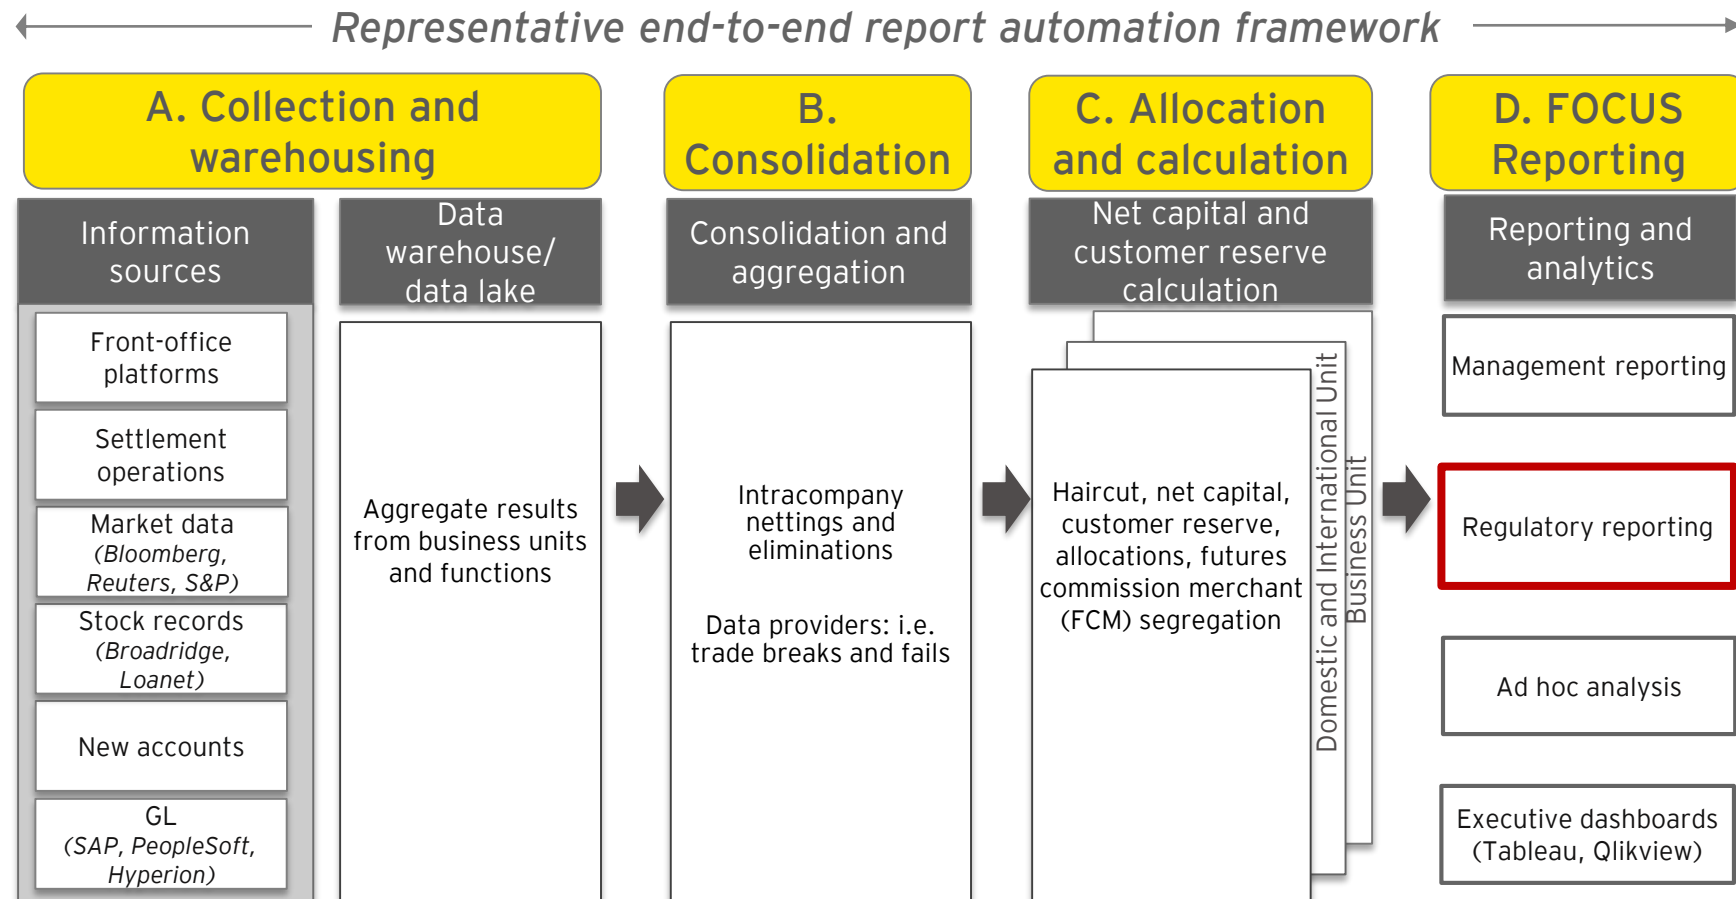 Representative end-to-end report automation framework
A. Collection and
warehousing
B.
Consolidation
C. Allocation
and calculation
D. FOCUS
Reporting
Information
sources
Data
warehouse/
data lake
Consolidation and
aggregation
Net capital and
customer reserve
calculation
Reporting and
analytics
Front-office
platforms
Settlement
operations
Market data
(Bloomberg,
Reuters, S&P)
Stock records
(Broadridge,
Loanet)
New accounts
GL
(SAP, PeopleSoft,
Hyperion)
Aggregate results
from business units
and functions
Intracompany
nettings and
eliminations
Data providers: i.e.
trade breaks and fails
Haircut, net capital,
customer reserve,
allocations, futures
commission merchant
(FCM) segregation
Domestic and International Unit
Business Unit
Management reporting
Regulatory reporting
Ad hoc analysis
Executive dashboards
(Tableau, Qlikview)